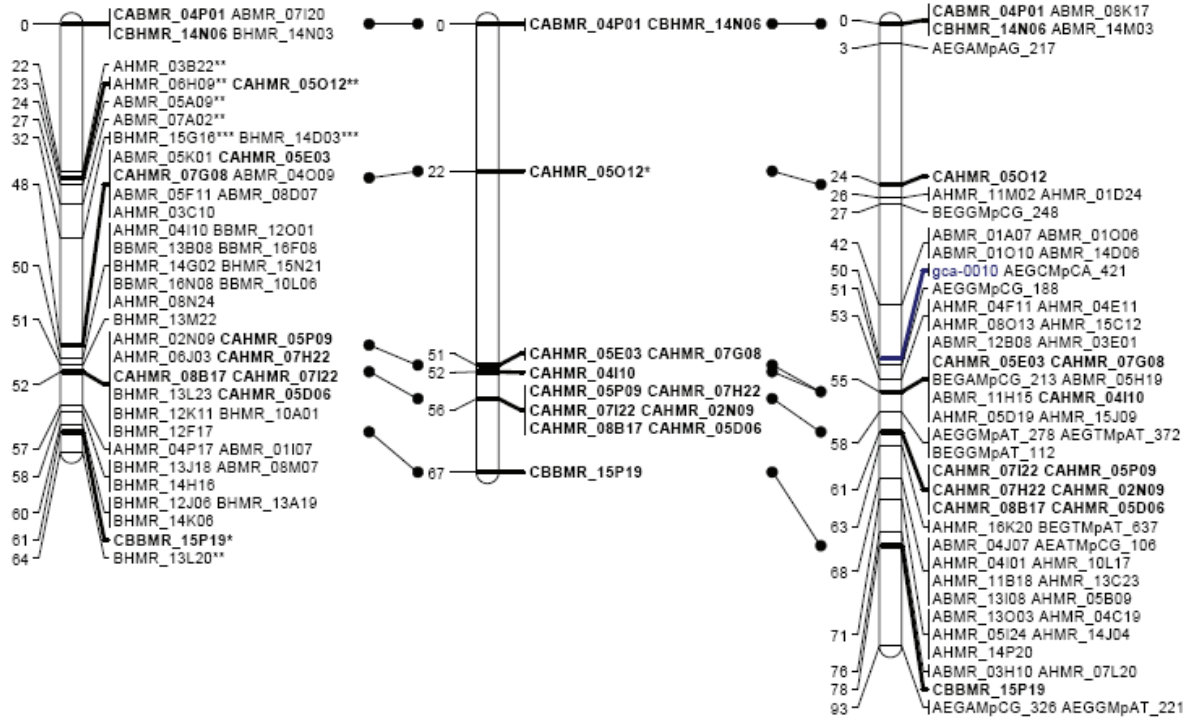 CABMR_04P01 ABMR_07I20
0 CBHMR_14N06 BHMR_14N03
22 AHMR_03B22**
23 AHMR_06H09** CAHMR_05O12**
24 ABMR_05A09**
27 ABMR_07A02**
32 BHMR_15G16*** BHMR_14D03***
ABMR_05K01 CAHMR_05E03
48 CAHMR_07G08 ABMR_04O09
ABMR_05F11 ABMR_08D07
AHMR_03C10
AHMR_04I10 BBMR_12O01
BBMR_13B08 BBMR_16F08
50 BHMR_14G02 BHMR_15N21
BBMR_16N08 BBMR_10L06
AHMR_08N24
51 BHMR_13M22
AHMR_02N09 CAHMR_05P09
AHMR_06J03 CAHMR_07H22
52 CAHMR_08B17 CAHMR_07I22
BHMR_13L23 CAHMR_05D06
BHMR_12K11 BHMR_10A01
BHMR_12F17
57 AHMR_04P17 ABMR_01I07
58 BHMR_13J18 ABMR_08M07
BHMR_14H16
60 BHMR_12J06 BHMR_13A19
BHMR_14K06
61 CBBMR_15P19*
64 BHMR_13L20**
0 CABMR_04P01 CBHMR_14N06
22 CAHMR_05O12*
51 CAHMR_05E03 CAHMR_07G08
52 CAHMR_04I10
CAHMR_05P09 CAHMR_07H22
56 CAHMR_07I22 CAHMR_02N09
CAHMR_08B17 CAHMR_05D06
67 CBBMR_15P19
CABMR_04P01 ABMR_08K17
0 CBHMR_14N06 ABMR_14M03
3 AEGAMpAG_217
24 CAHMR_05O12
26 AHMR_11M02 AHMR_01D24
27 BEGGMpCG_248
42 ABMR_01A07 ABMR_01O06
ABMR_01O10 ABMR_14D06
50 gca-0010 AEGCMpCA_421
51 AEGGMpCG_188
53 AHMR_04F11 AHMR_04E11
AHMR_08O13 AHMR_15C12
ABMR_12B08 AHMR_03E01
CAHMR_05E03 CAHMR_07G08
55 BEGAMpCG_213 ABMR_05H19
ABMR_11H15 CAHMR_04I10
AHMR_05D19 AHMR_15J09
58 AEGGMpAT_278 AEGTMpAT_372
BEGGMpAT_112
CAHMR_07I22 CAHMR_05P09
61 CAHMR_07H22 CAHMR_02N09
CAHMR_08B17 CAHMR_05D06
63 AHMR_16K20 BEGTMpAT_637
ABMR_04J07 AEATMpCG_106
68 AHMR_04I01 AHMR_10L17
AHMR_11B18 AHMR_13C23
ABMR_13I08 AHMR_05B09
ABMR_13O03 AHMR_04C19
71 AHMR_05I24 AHMR_14J04
AHMR_14P20
76 ABMR_03H10 AHMR_07L20
78 CBBMR_15P19
93 AEGAMpCG_326 AEGGMpAT_221